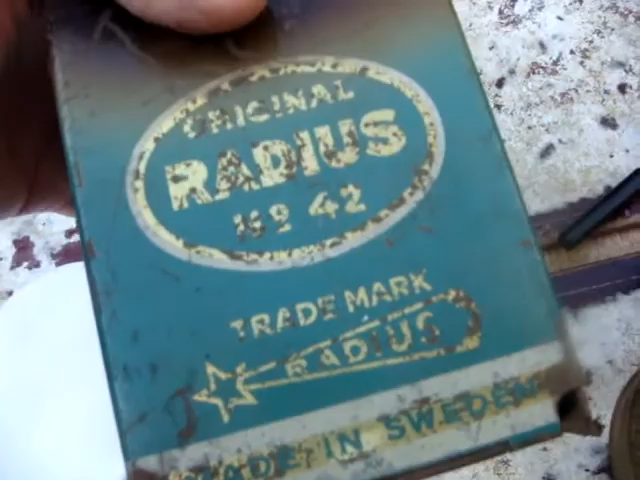 ORIGINAL
RADIUS
Nº 42
TRADE MARK
RADIUS
MADE IN SWEDEN